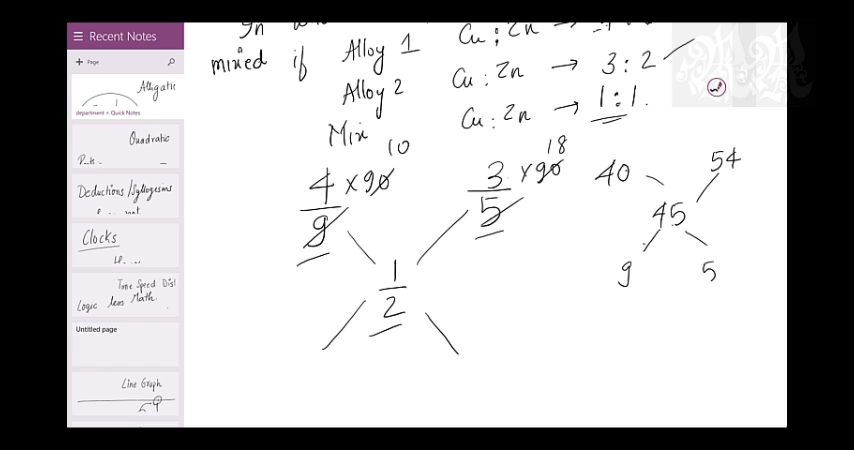 Recent Notes
+ Page
Alligatio
department > Quick Notes
Quadratic
Deductions/Syllogisms
Clocks
Time Speed Dist
Logic less Math.
Untitled page
Line Graph
In
Cu : Zn →
mixed if Alloy 1
Cu : Zn → 3 : 2
Alloy 2
Cu : Zn → 1 : 1.
Mix
10
18
4/9 × 90
3/5 × 90
40 54
45
9 5
1/2